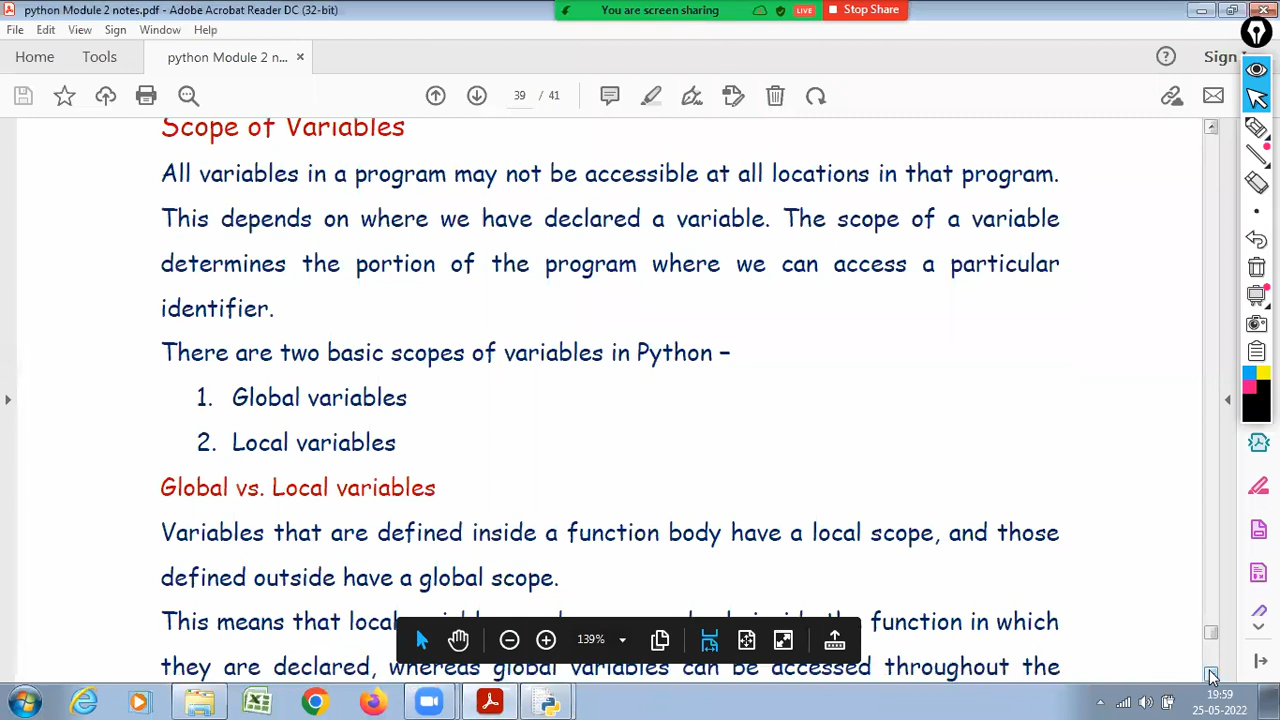 python Module 2 notes.pdf - Adobe Acrobat Reader DC (32-bit)
You are screen sharing
LIVE
Stop Share
File Edit View Sign Window Help
Home Tools python Module 2 n... × Sign
39 / 41
Scope of Variables
All variables in a program may not be accessible at all locations in that program.
This depends on where we have declared a variable. The scope of a variable
determines the portion of the program where we can access a particular
identifier.
There are two basic scopes of variables in Python –
1. Global variables
2. Local variables
Global vs. Local variables
Variables that are defined inside a function body have a local scope, and those
defined outside have a global scope.
This means that local function in which
they are declared, whereas global variables can be accessed throughout the
139%
19:59
25-05-2022